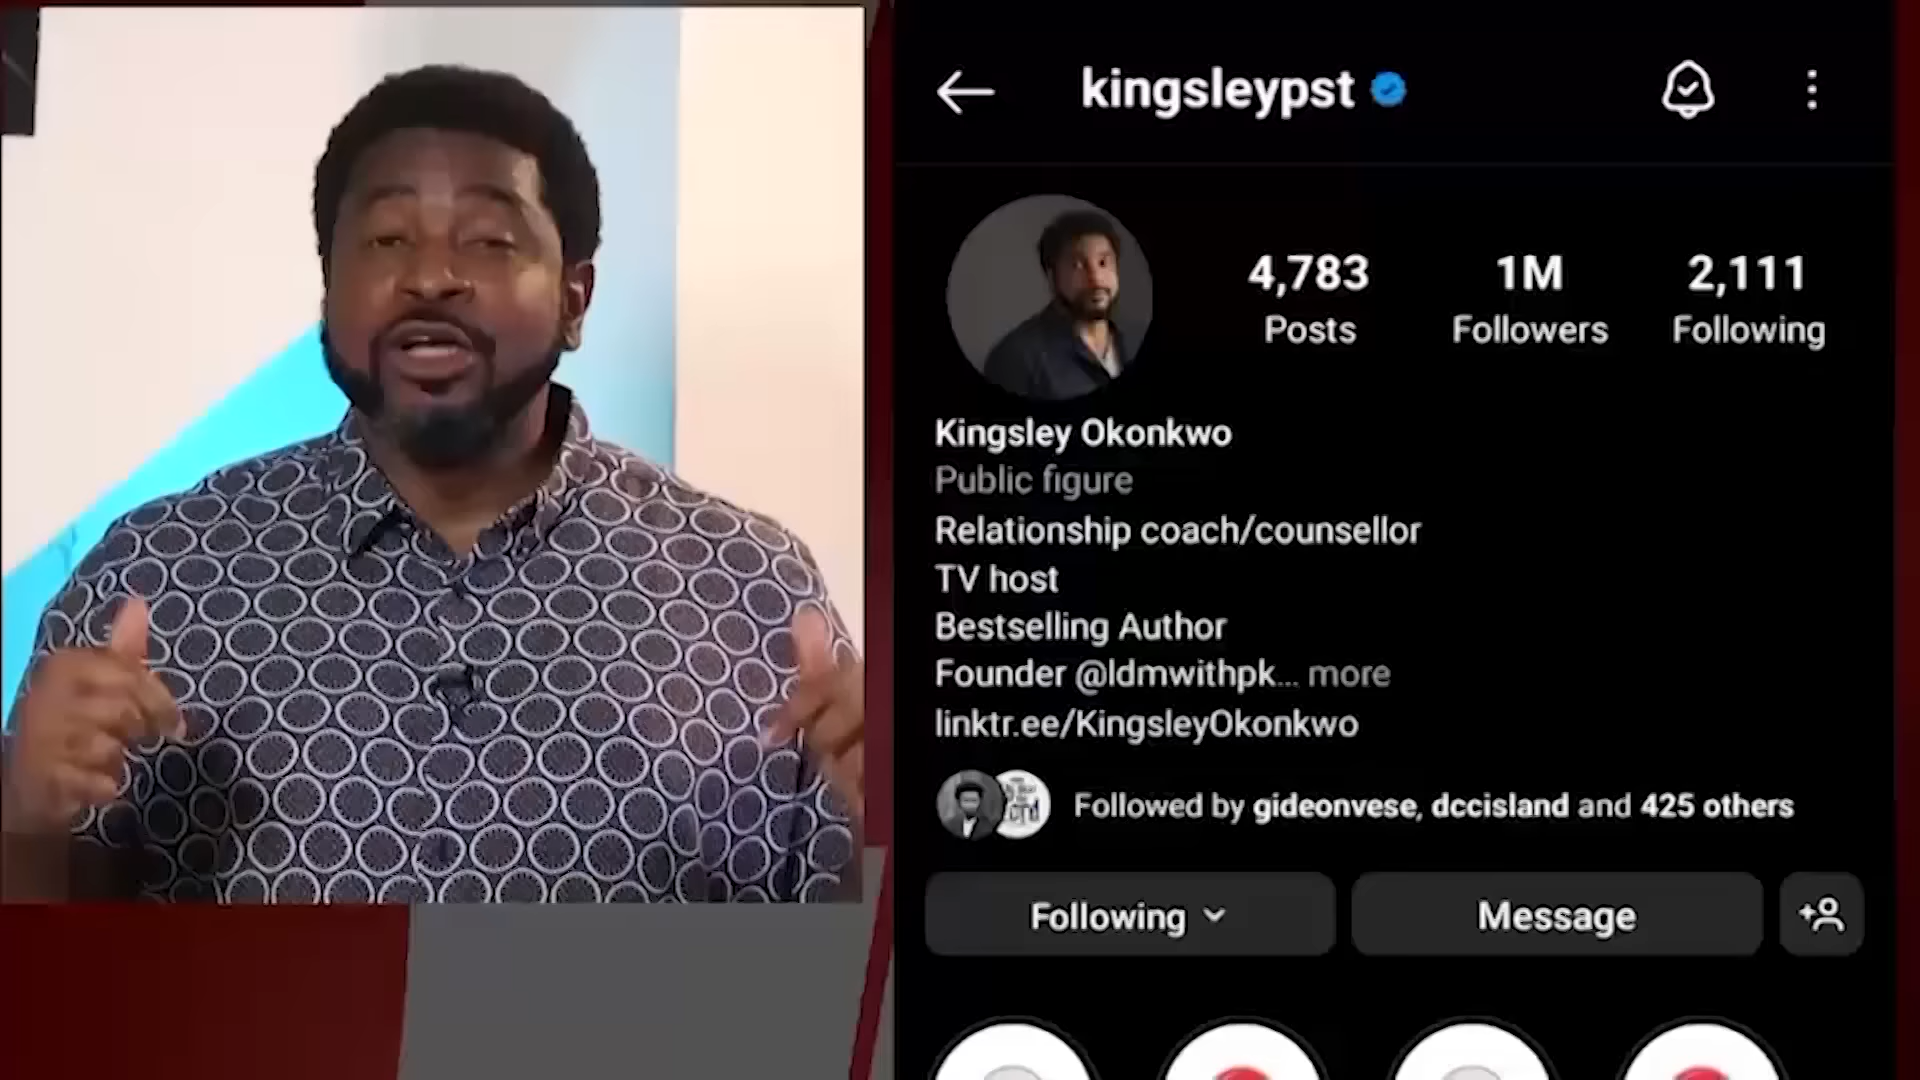 kingsleypst
4,783 1M 2,111
Posts Followers Following
Kingsley Okonkwo
Public figure
Relationship coach/counsellor
TV host
Bestselling Author
Founder @ldmwithpk... more
linktr.ee/KingsleyOkonkwo
Followed by gideonvese, dccisland and 425 others
Following Message